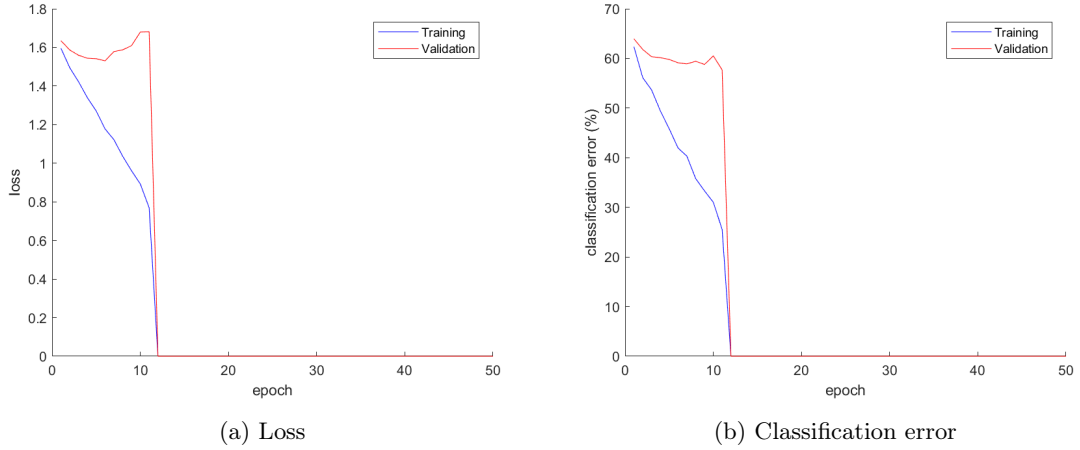 1.8
1.6
1.4
1.2
1
0.8
0.6
0.4
0.2
0
loss
Training
Validation
0 10 20 30 40 50
epoch
(a) Loss
70
60
50
40
30
20
10
0
classification error (%)
Training
Validation
0 10 20 30 40 50
epoch
(b) Classification error